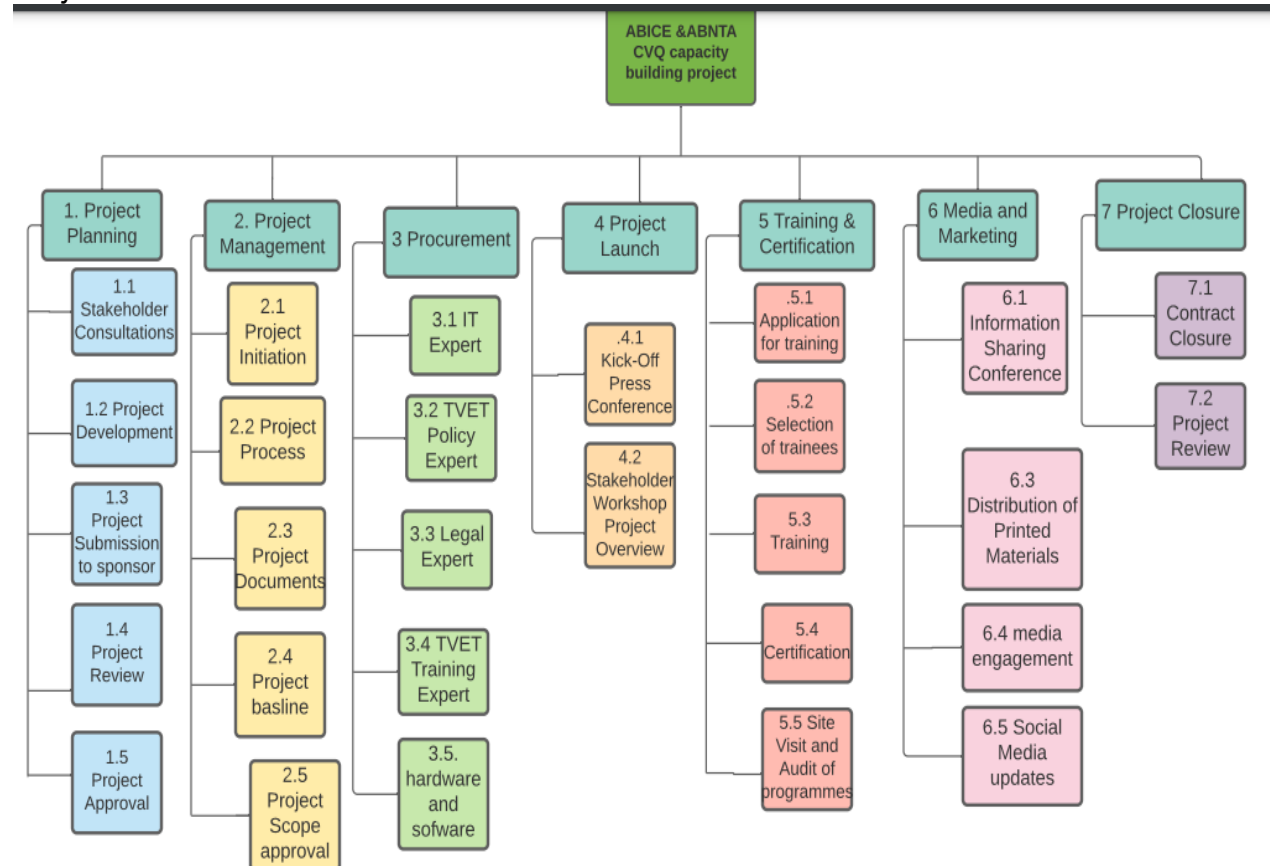 ABICE &ABNTA
CVQ capacity
building project
1. Project
Planning
1.1
Stakeholder
Consultations
1.2 Project
Development
1.3
Project
Submission
to sponsor
1.4
Project
Review
1.5
Project
Approval
2. Project
Management
2.1
Project
Initiation
2.2 Project
Process
2.3
Project
Documents
2.4
Project
basline
2.5
Project
Scope
approval
3 Procurement
3.1 IT
Expert
3.2 TVET
Policy
Expert
3.3 Legal
Expert
3.4 TVET
Training
Expert
3.5.
hardware
and
sofware
4 Project
Launch
.4.1
Kick-Off
Press
Conference
4.2
Stakeholder
Workshop
Project
Overview
5 Training &
Certification
.5.1
Application
for training
.5.2
Selection
of trainees
5.3
Training
5.4
Certification
5.5 Site
Visit and
Audit of
programmes
6 Media and
Marketing
6.1
Information
Sharing
Conference
6.3
Distribution of
Printed
Materials
6.4 media
engagement
6.5 Social
Media
updates
7 Project Closure
7.1
Contract
Closure
7.2
Project
Review